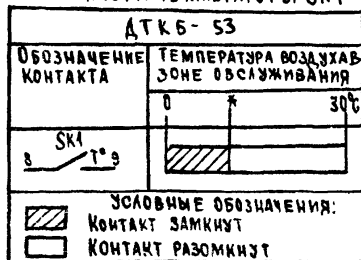 ДТКБ-53
ОБОЗНАЧЕНИЕ КОНТАКТА
ТЕМПЕРАТУРА ВОЗДУХА В ЗОНЕ ОБСЛУЖИВАНИЯ
0 * 30°C
SK1
8 T° 9
УСЛОВНЫЕ ОБОЗНАЧЕНИЯ:
КОНТАКТ ЗАМКНУТ
КОНТАКТ РАЗОМКНУТ